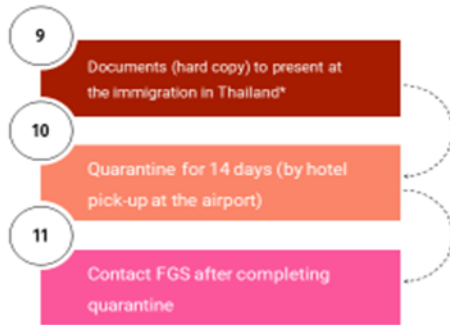 9
Documents (hard copy) to present at
the immigration in Thailand*
10
Quarantine for 14 days (by hotel
pick-up at the airport)
11
Contact FGS after completing
quarantine